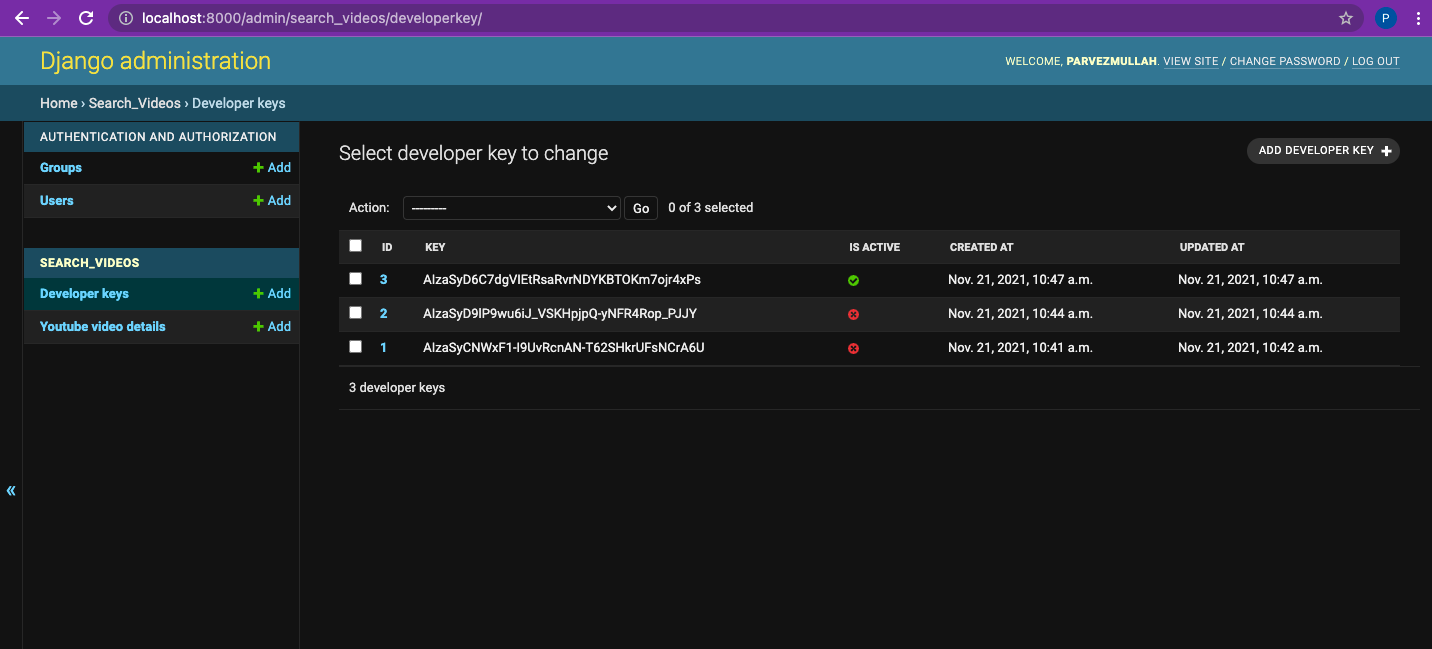 localhost:8000/admin/search_videos/developerkey/
P
Django administration
WELCOME, PARVEZMULLAH. VIEW SITE / CHANGE PASSWORD / LOG OUT
Home › Search_Videos › Developer keys
AUTHENTICATION AND AUTHORIZATION
Groups + Add
Users + Add
SEARCH_VIDEOS
Developer keys + Add
Youtube video details + Add
«
Select developer key to change
ADD DEVELOPER KEY +
Action: --------- Go 0 of 3 selected
ID KEY IS ACTIVE CREATED AT UPDATED AT
3 AIzaSyD6C7dgVIEtRsaRvrNDYKBTOKm7ojr4xPs Nov. 21, 2021, 10:47 a.m. Nov. 21, 2021, 10:47 a.m.
2 AIzaSyD9IP9wu6iJ_VSKHpjpQ-yNFR4Rop_PJJY Nov. 21, 2021, 10:44 a.m. Nov. 21, 2021, 10:44 a.m.
1 AIzaSyCNWxF1-I9UvRcnAN-T62SHkrUFsNCrA6U Nov. 21, 2021, 10:41 a.m. Nov. 21, 2021, 10:42 a.m.
3 developer keys